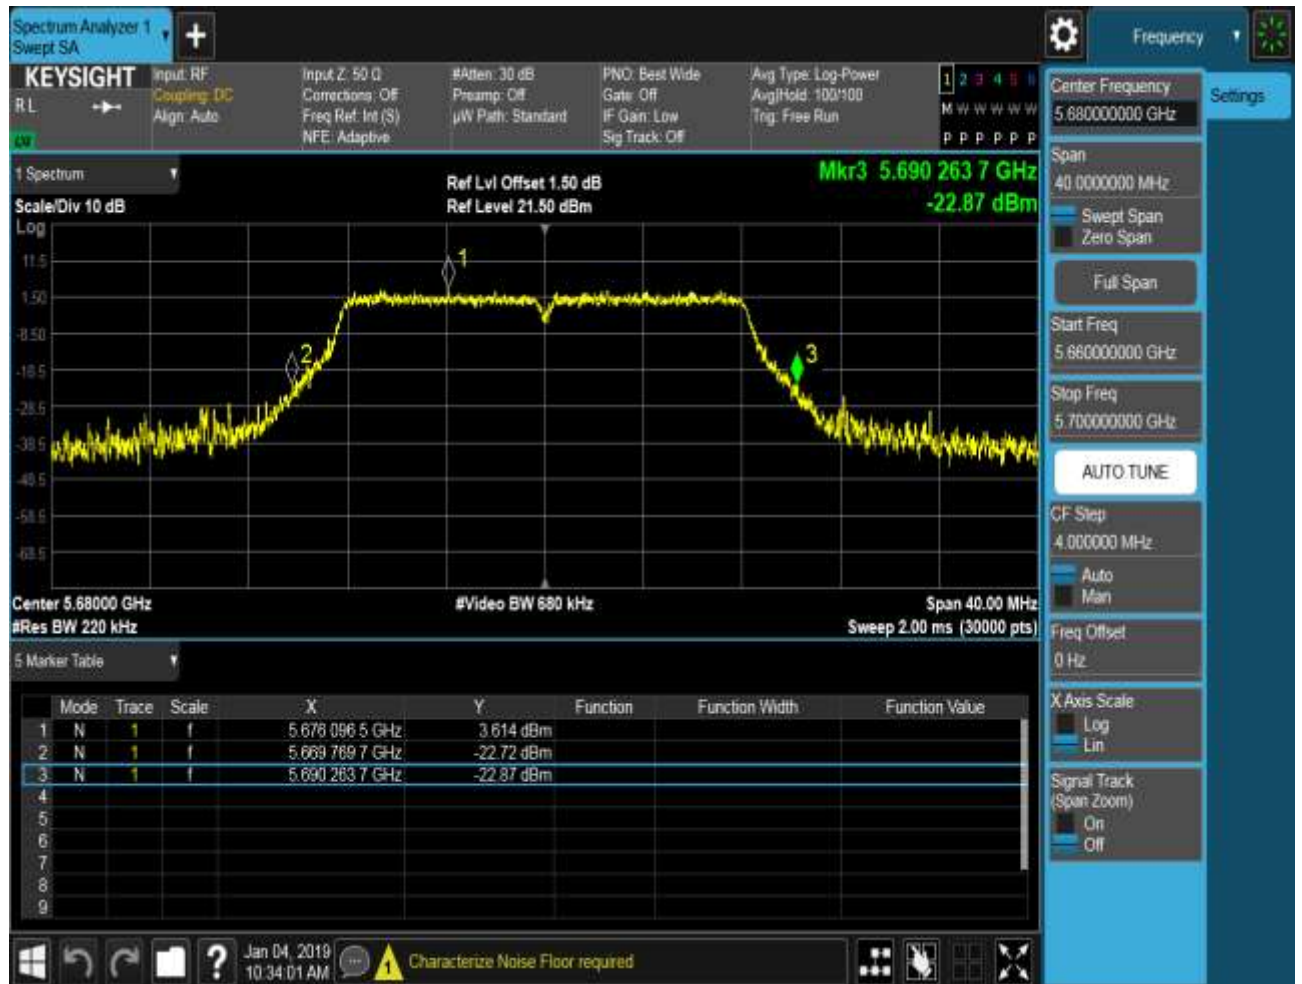 Spectrum Analyzer 1
Swept SA
Frequency
KEYSIGHT
RL
Input: RF
Coupling: DC
Align: Auto
Input Z: 50 Ω
Corrections: Off
Freq Ref: Int (S)
NFE: Adaptive
#Atten: 30 dB
Preamp: Off
µW Path: Standard
PNO: Best Wide
Gate: Off
IF Gain: Low
Sig Track: Off
Avg Type: Log-Power
Avg|Hold: 100/100
Trig: Free Run
1 2 3 4 5 6
M W W W W W
P P P P P P
1 Spectrum
Scale/Div 10 dB
Log
Ref Lvl Offset 1.50 dB
Ref Level 21.50 dBm
Mkr3 5.690 263 7 GHz
-22.87 dBm
11.5
1.50
-8.50
-18.5
-28.5
-38.5
-48.5
-58.5
-68.5
1
2
3
Center 5.68000 GHz
#Res BW 220 kHz
#Video BW 680 kHz
Span 40.00 MHz
Sweep 2.00 ms (30000 pts)
5 Marker Table
Mode Trace Scale X Y Function Function Width Function Value
1 N 1 f 5.676 096 5 GHz 3.614 dBm
2 N 1 f 5.669 769 7 GHz -22.72 dBm
3 N 1 f 5.690 263 7 GHz -22.87 dBm
4
5
6
7
8
9
Center Frequency
5.680000000 GHz
Settings
Span
40.0000000 MHz
Swept Span
Zero Span
Full Span
Start Freq
5.660000000 GHz
Stop Freq
5.700000000 GHz
AUTO TUNE
CF Step
4.000000 MHz
Auto
Man
Freq Offset
0 Hz
X Axis Scale
Log
Lin
Signal Track
(Span Zoom)
On
Off
Jan 04, 2019
10:34:01 AM
1
Characterize Noise Floor required